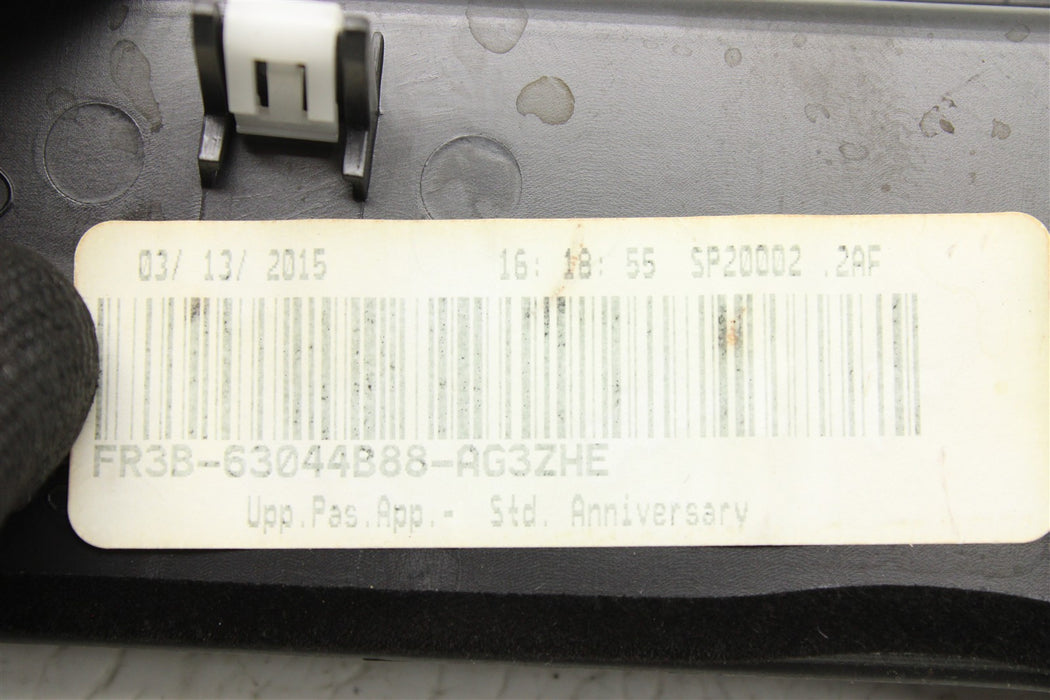 03/ 13/ 2015 16: 18: 55 SP20002 .2AF
FR3B-63044B88-AG3ZHE
Upp.Pas.App.- Std. Anniversary